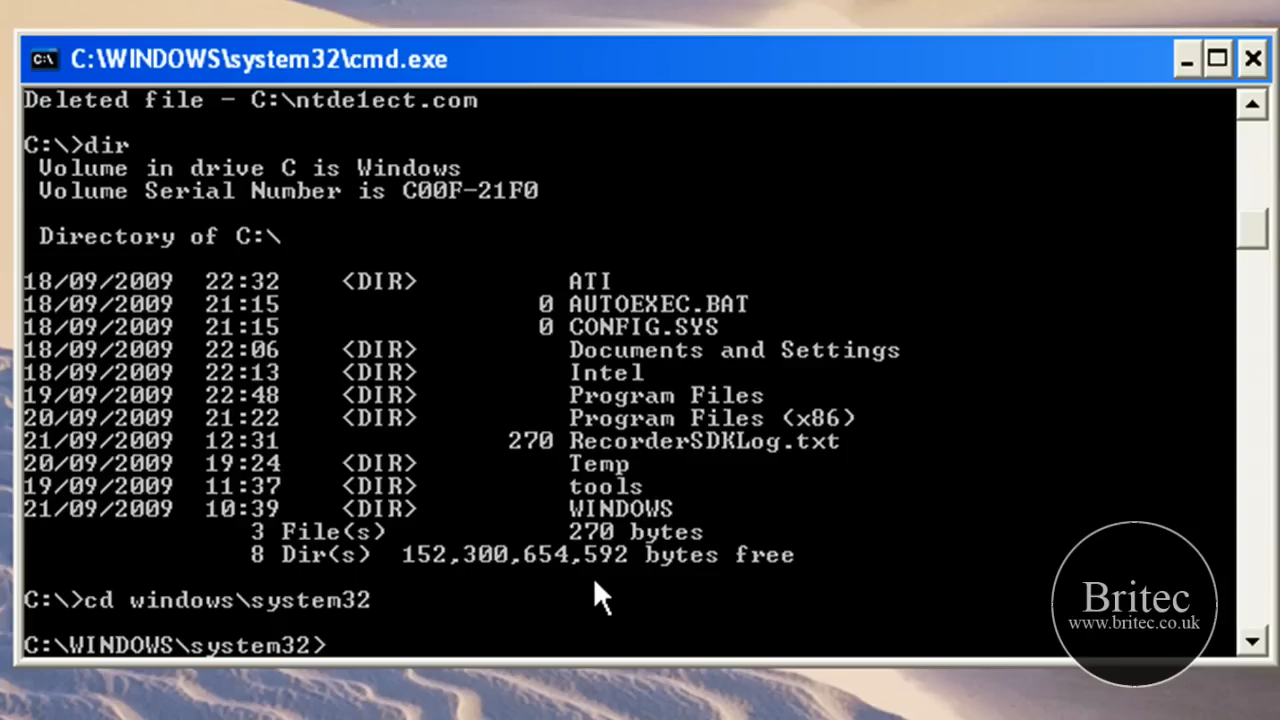 C:\WINDOWS\system32\cmd.exe
Deleted file - C:\ntde1ect.com
C:\>dir
Volume in drive C is Windows
Volume Serial Number is C00F-21F0
Directory of C:\
18/09/2009 22:32 <DIR> ATI
18/09/2009 21:15 0 AUTOEXEC.BAT
18/09/2009 21:15 0 CONFIG.SYS
18/09/2009 22:06 <DIR> Documents and Settings
18/09/2009 22:13 <DIR> Intel
19/09/2009 22:48 <DIR> Program Files
20/09/2009 21:22 <DIR> Program Files (x86)
21/09/2009 12:31 270 RecorderSDKLog.txt
20/09/2009 19:24 <DIR> Temp
19/09/2009 11:37 <DIR> tools
21/09/2009 10:39 <DIR> WINDOWS
3 File(s) 270 bytes
8 Dir(s) 152,300,654,592 bytes free
C:\>cd windows\system32
C:\WINDOWS\system32>
Britec
www.britec.co.uk